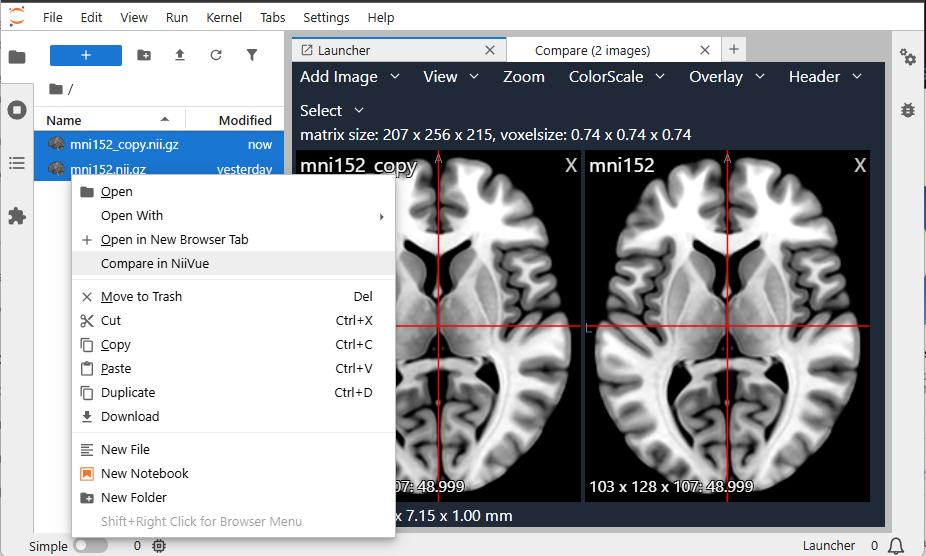 File Edit View Run Kernel Tabs Settings Help
+
/
Name Modified
mni152_copy.nii.gz now
mni152.nii.gz yesterday
Open
Open With
Open in New Browser Tab
Compare in NiiVue
Move to Trash Del
Cut Ctrl+X
Copy Ctrl+C
Paste Ctrl+V
Duplicate Ctrl+D
Download
New File
New Notebook
New Folder
Shift+Right Click for Browser Menu
Launcher Compare (2 images) +
Add Image View Zoom ColorScale Overlay Header
Select
matrix size: 207 x 256 x 215, voxelsize: 0.74 x 0.74 x 0.74
mni152_copy A X
07: 48.999
mni152 A X
L
103 x 128 x 107: 48.999
x 7.15 x 1.00 mm
Simple 0 Launcher 0